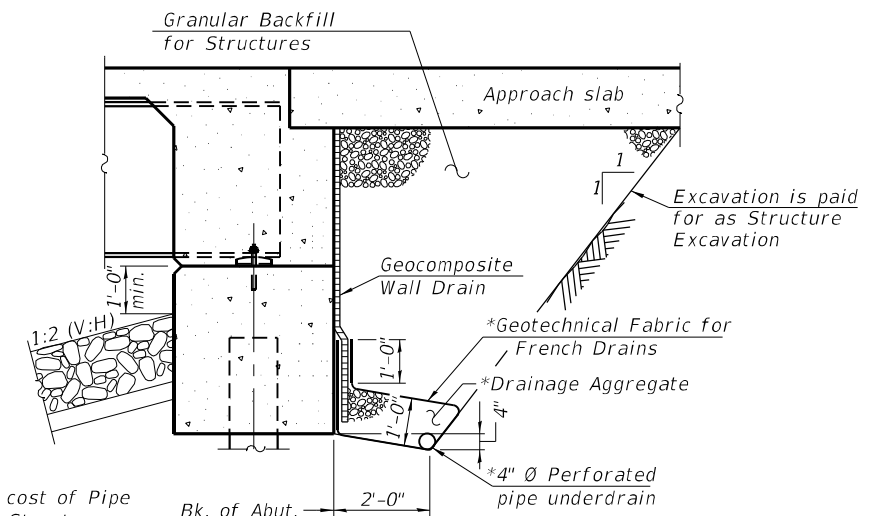 Granular Backfill
for Structures
Approach slab
1
1
Excavation is paid
for as Structure
Excavation
Geocomposite
Wall Drain
1'-0"
min.
1:2 (V:H)
*Geotechnical Fabric for
French Drains
1'-0"
*Drainage Aggregate
1'-0"
4"
*4" Ø Perforated
pipe underdrain
cost of Pipe
Bk. of Abut.
2'-0"